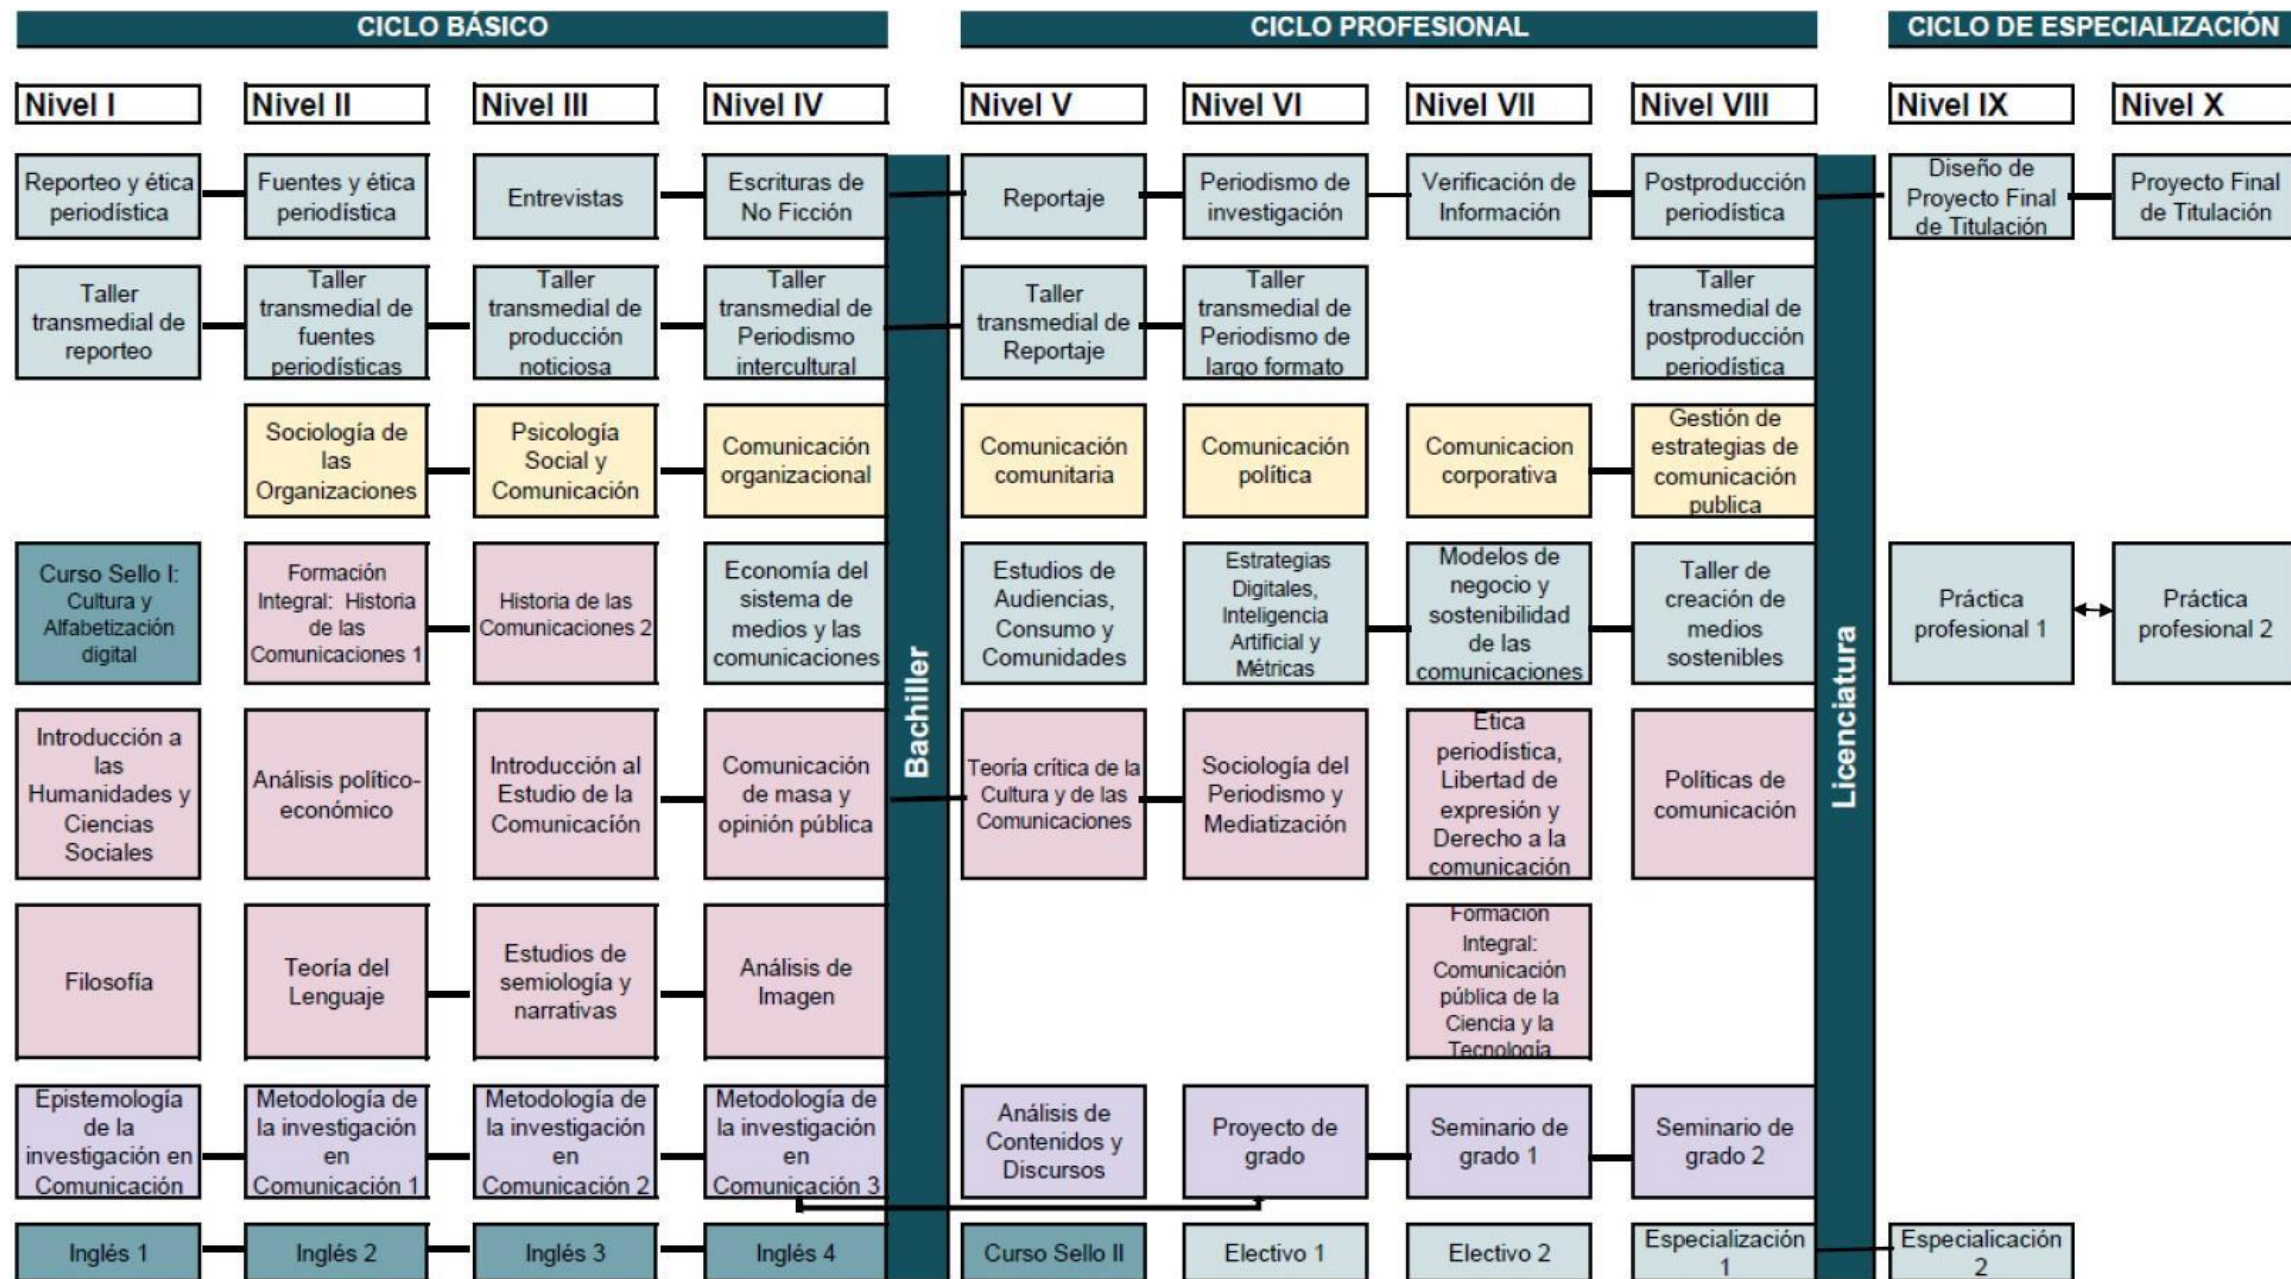 CICLO BÁSICO
CICLO PROFESIONAL
CICLO DE ESPECIALIZACIÓN
Nivel I
Nivel II
Nivel III
Nivel IV
Nivel V
Nivel VI
Nivel VII
Nivel VIII
Nivel IX
Nivel X
Reporteo y ética
periodística
Fuentes y ética
periodística
Entrevistas
Escrituras de
No Ficción
Reportaje
Periodismo de
investigación
Verificación de
Información
Postproducción
periodística
Diseño de
Proyecto Final
de Titulación
Proyecto Final
de Titulación
Taller
transmedial de
reporteo
Taller
transmedial de
fuentes
periodísticas
Taller
transmedial de
producción
noticiosa
Taller
transmedial de
Periodismo
intercultural
Taller
transmedial de
Reportaje
Taller
transmedial de
Periodismo de
largo formato
Taller
transmedial de
postproducción
periodística
Sociología de
las
Organizaciones
Psicología
Social y
Comunicación
Comunicación
organizacional
Comunicación
comunitaria
Comunicación
política
Comunicacion
corporativa
Gestión de
estrategias de
comunicación
publica
Curso Sello I:
Cultura y
Alfabetización
digital
Formación
Integral: Historia
de las
Comunicaciones 1
Historia de las
Comunicaciones 2
Economía del
sistema de
medios y las
comunicaciones
Estudios de
Audiencias,
Consumo y
Comunidades
Estrategias
Digitales,
Inteligencia
Artificial y
Métricas
Modelos de
negocio y
sostenibilidad
de las
comunicaciones
Taller de
creación de
medios
sostenibles
Práctica
profesional 1
Práctica
profesional 2
Bachiller
Licenciatura
Introducción a
las
Humanidades y
Ciencias
Sociales
Análisis político-
económico
Introducción al
Estudio de la
Comunicación
Comunicación
de masa y
opinión pública
Teoría crítica de la
Cultura y de las
Comunicaciones
Sociología del
Periodismo y
Mediatización
Etica
periodística,
Libertad de
expresión y
Derecho a la
comunicación
Políticas de
comunicación
Filosofía
Teoría del
Lenguaje
Estudios de
semiología y
narrativas
Análisis de
Imagen
Formación
Integral:
Comunicación
pública de la
Ciencia y la
Tecnología
Epistemología
de la
investigación en
Comunicación
Metodología de
la investigación
en
Comunicación 1
Metodología de
la investigación
en
Comunicación 2
Metodología de
la investigación
en
Comunicación 3
Análisis de
Contenidos y
Discursos
Proyecto de
grado
Seminario de
grado 1
Seminario de
grado 2
Inglés 1
Inglés 2
Inglés 3
Inglés 4
Curso Sello II
Electivo 1
Electivo 2
Especialización
1
Especialicación
2